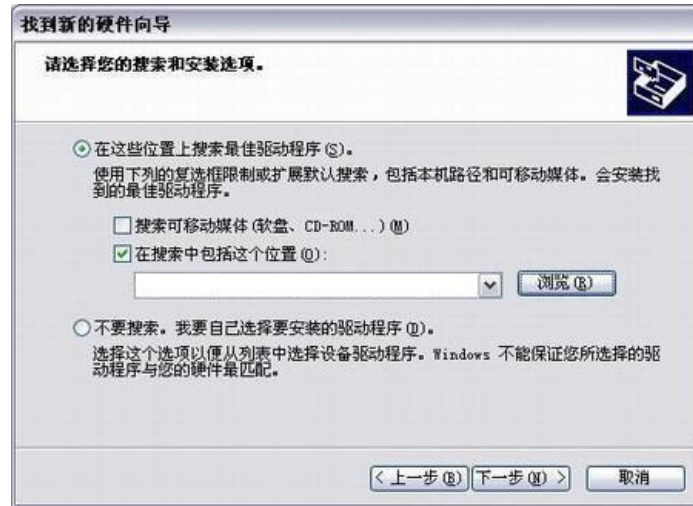 找到新的硬件向导
请选择您的搜索和安装选项。
在这些位置上搜索最佳驱动程序(S)。
使用下列的复选框限制或扩展默认搜索，包括本机路径和可移动媒体。会安装找
到的最佳驱动程序。
搜索可移动媒体(软盘、CD-ROM...)(M)
在搜索中包括这个位置(O):
浏览(R)
不要搜索。我要自己选择要安装的驱动程序(D)。
选择这个选项以便从列表中选择设备驱动程序。Windows 不能保证您所选择的驱
动程序与您的硬件最匹配。
< 上一步(B) 下一步(N) > 取消